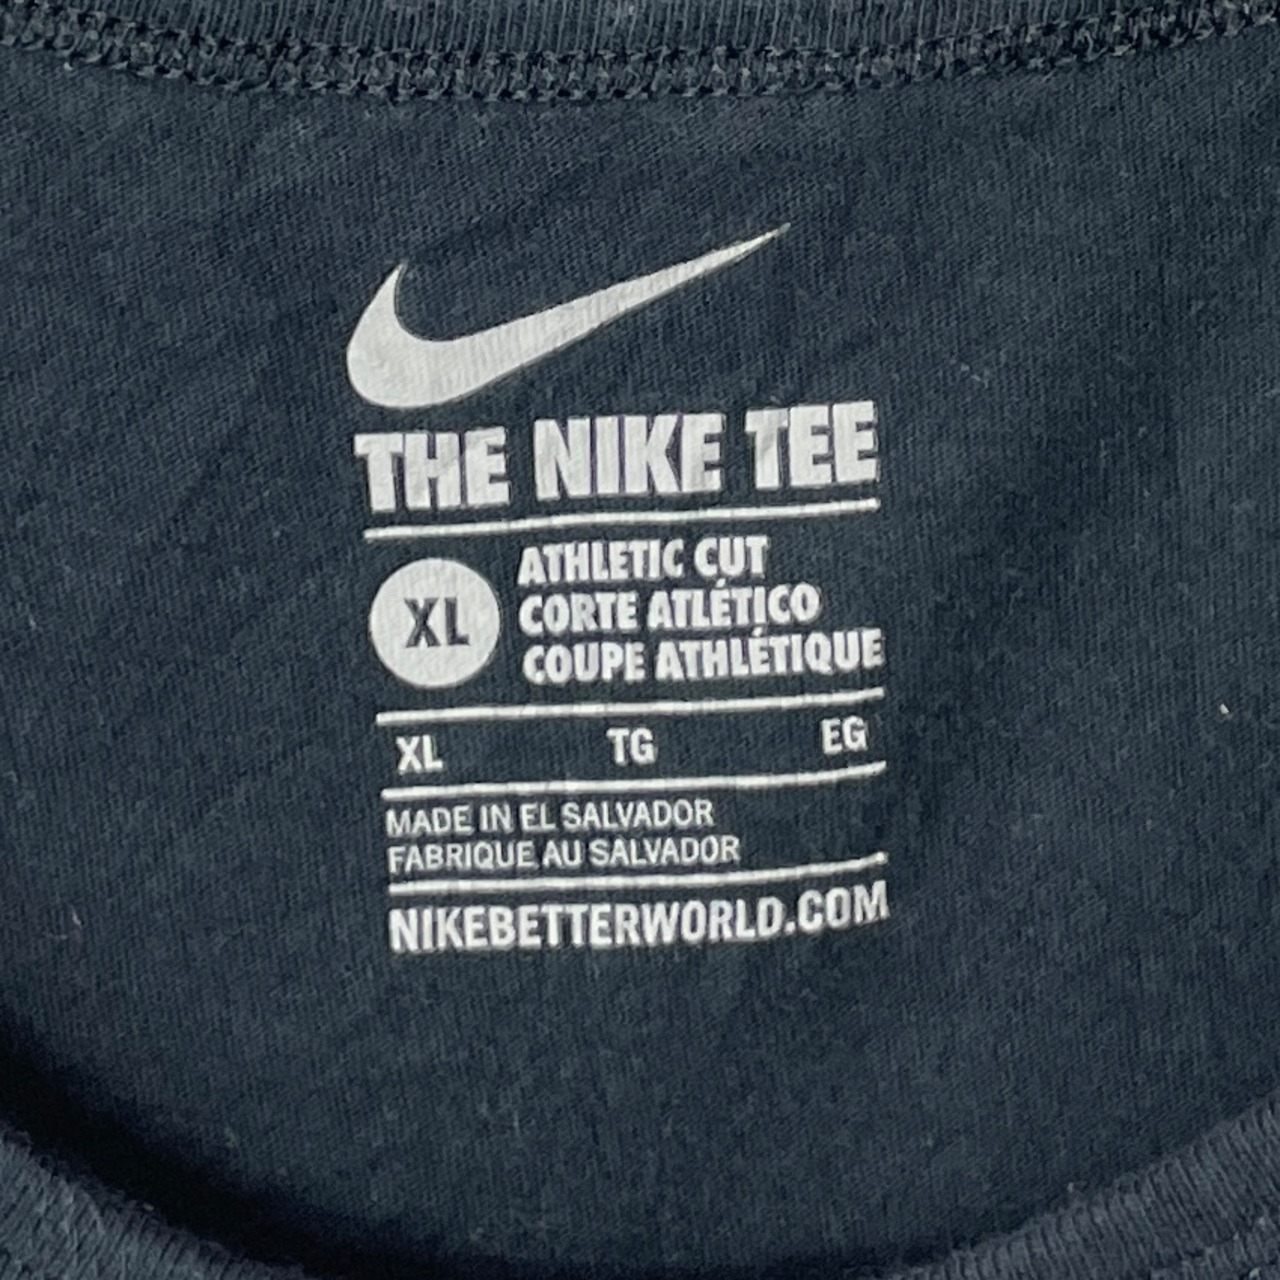 THE NIKE TEE
XL
ATHLETIC CUT
CORTE ATLÉTICO
COUPE ATHLÉTIQUE
XL TG EG
MADE IN EL SALVADOR
FABRIQUE AU SALVADOR
NIKEBETTERWORLD.COM